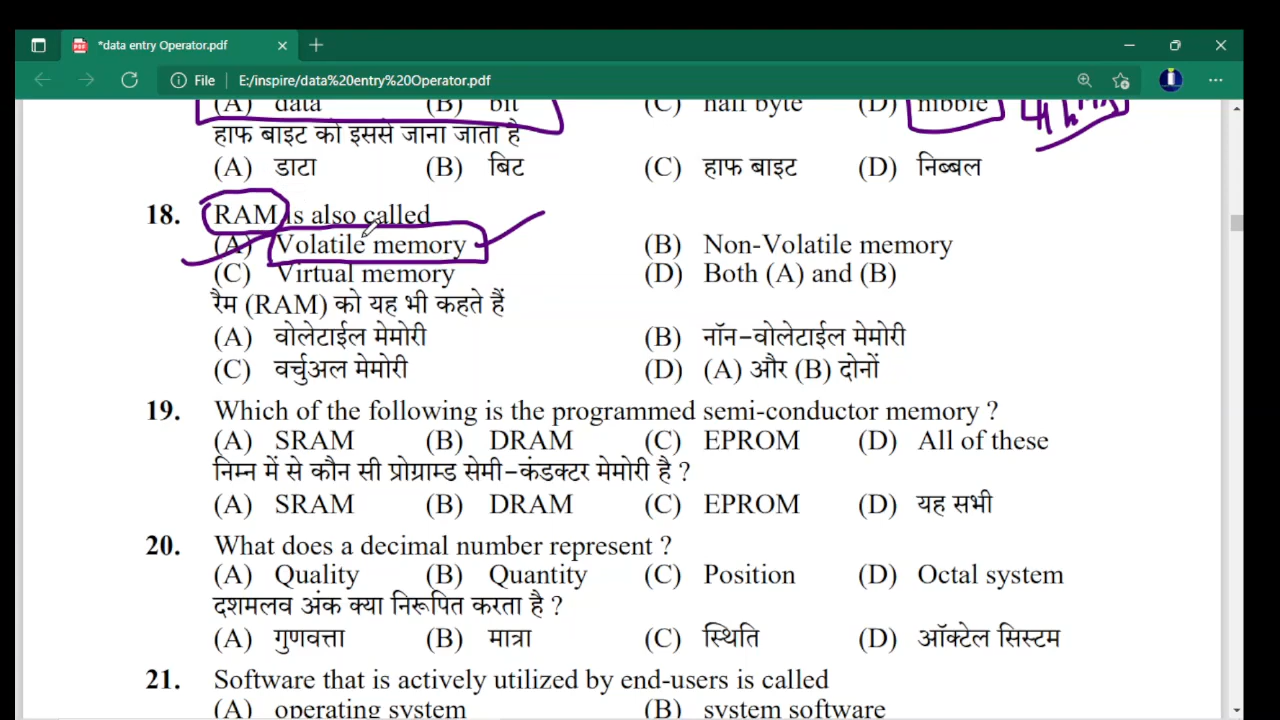 *data entry Operator.pdf
File E:/inspire/data%20entry%20Operator.pdf
(A) data (B) bit (C) half byte (D) nibble
हाफ बाइट को इससे जाना जाता है
(A) डाटा (B) बिट (C) हाफ बाइट (D) निब्बल
18. RAM is also called
(A) Volatile memory (B) Non-Volatile memory
(C) Virtual memory (D) Both (A) and (B)
रैम (RAM) को यह भी कहते हैं
(A) वोलेटाईल मेमोरी (B) नॉन-वोलेटाईल मेमोरी
(C) वर्चुअल मेमोरी (D) (A) और (B) दोनों
19. Which of the following is the programmed semi-conductor memory ?
(A) SRAM (B) DRAM (C) EPROM (D) All of these
निम्न में से कौन सी प्रोग्राम्ड सेमी-कंडक्टर मेमोरी है ?
(A) SRAM (B) DRAM (C) EPROM (D) यह सभी
20. What does a decimal number represent ?
(A) Quality (B) Quantity (C) Position (D) Octal system
दशमलव अंक क्या निरूपित करता है ?
(A) गुणवत्ता (B) मात्रा (C) स्थिति (D) ऑक्टेल सिस्टम
21. Software that is actively utilized by end-users is called
(A) operating system (B) system software